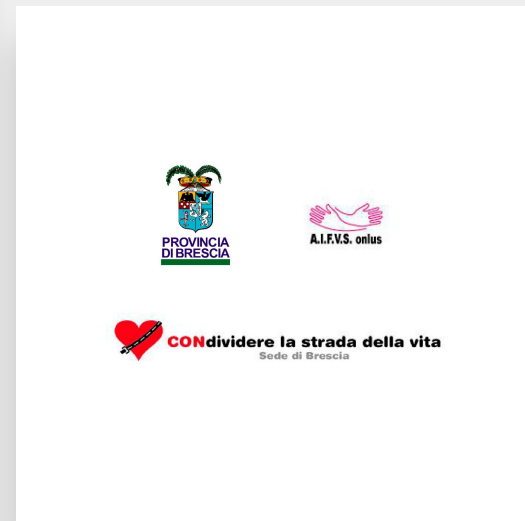 PROVINCIA
DI BRESCIA
A.I.F.V.S. onlus
CONdividere la strada della vita
Sede di Brescia